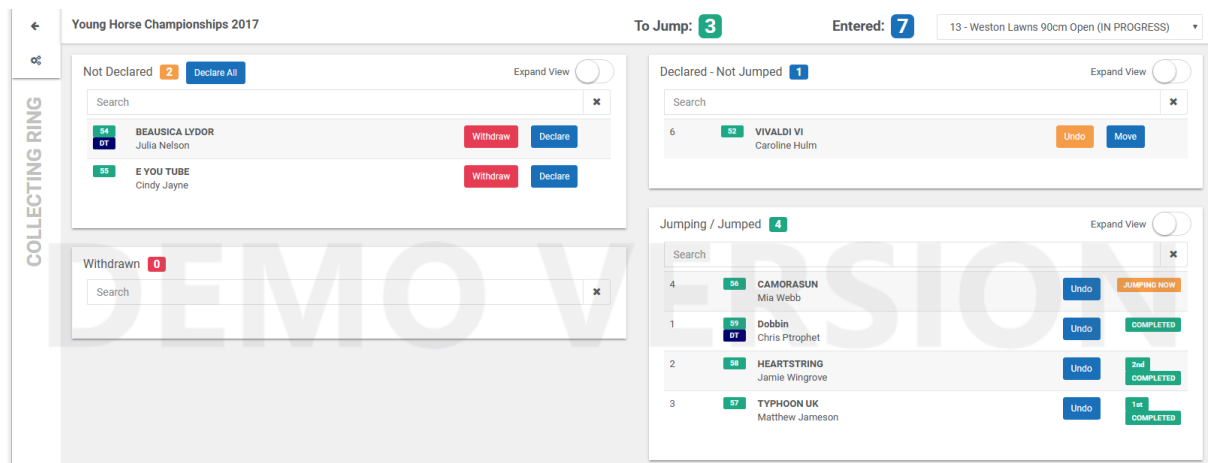 Young Horse Championships 2017
To Jump: 3
Entered: 7
13 - Weston Lawns 90cm Open (IN PROGRESS)
COLLECTING RING
Not Declared 2 Declare All Expand View
Search
54 BEAUSICA LYDOR Withdraw Declare
DT Julia Nelson
55 E YOU TUBE Withdraw Declare
Cindy Jayne
Withdrawn 0
Search
Declared - Not Jumped 1 Expand View
Search
6 52 VIVALDI VI Undo Move
Caroline Hulm
Jumping / Jumped 4 Expand View
Search
4 56 CAMORASUN Undo JUMPING NOW
Mia Webb
1 59 Dobbin Undo COMPLETED
DT Chris Ptrophet
2 58 HEARTSTRING Undo 2nd
Jamie Wingrove COMPLETED
3 57 TYPHOON UK Undo 1st
Matthew Jameson COMPLETED
DEMO VERSION